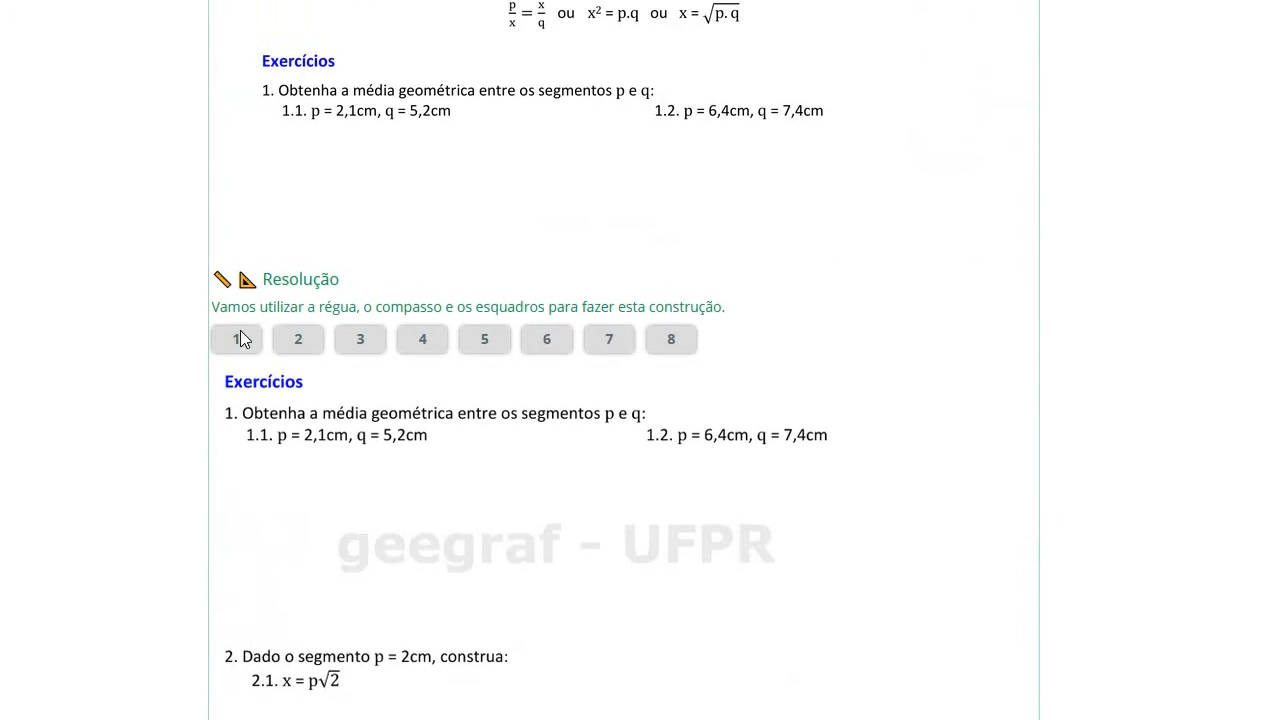 p/x = x/q ou x² = p.q ou x = √p.q
Exercícios
1. Obtenha a média geométrica entre os segmentos p e q:
1.1. p = 2,1cm, q = 5,2cm 1.2. p = 6,4cm, q = 7,4cm
Resolução
Vamos utilizar a régua, o compasso e os esquadros para fazer esta construção.
1 2 3 4 5 6 7 8
Exercícios
1. Obtenha a média geométrica entre os segmentos p e q:
1.1. p = 2,1cm, q = 5,2cm 1.2. p = 6,4cm, q = 7,4cm
geegraf - UFPR
2. Dado o segmento p = 2cm, construa:
2.1. x = p√2